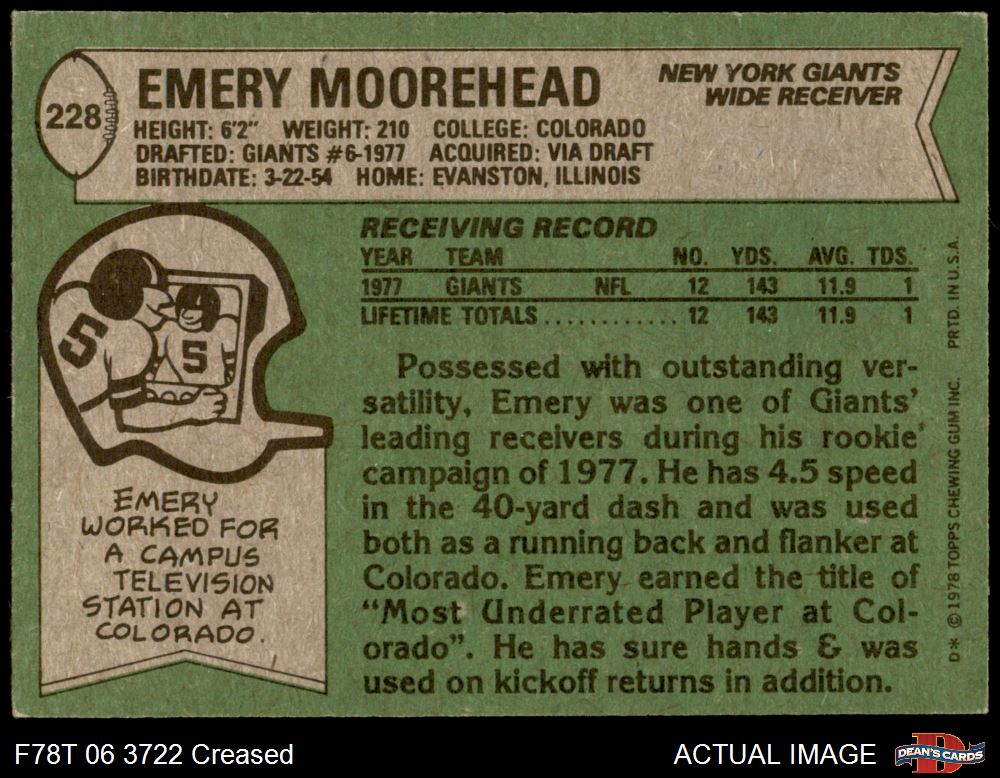 228
EMERY MOOREHEAD
NEW YORK GIANTS
WIDE RECEIVER
HEIGHT: 6'2" WEIGHT: 210 COLLEGE: COLORADO
DRAFTED: GIANTS #6-1977 ACQUIRED: VIA DRAFT
BIRTHDATE: 3-22-54 HOME: EVANSTON, ILLINOIS
RECEIVING RECORD
YEAR TEAM NO. YDS. AVG. TDS.
1977 GIANTS NFL 12 143 11.9 1
LIFETIME TOTALS ............ 12 143 11.9 1
5
5
EMERY
WORKED FOR
A CAMPUS
TELEVISION
STATION AT
COLORADO.
Possessed with outstanding ver-
satility, Emery was one of Giants'
leading receivers during his rookie
campaign of 1977. He has 4.5 speed
in the 40-yard dash and was used
both as a running back and flanker at
Colorado. Emery earned the title of
“Most Underrated Player at Col-
orado”. He has sure hands & was
used on kickoff returns in addition.
D* © 1978 TOPPS CHEWING GUM INC. PRTD. IN U.S.A.
F78T 06 3722 Creased
ACTUAL IMAGE
DEAN'S CARDS